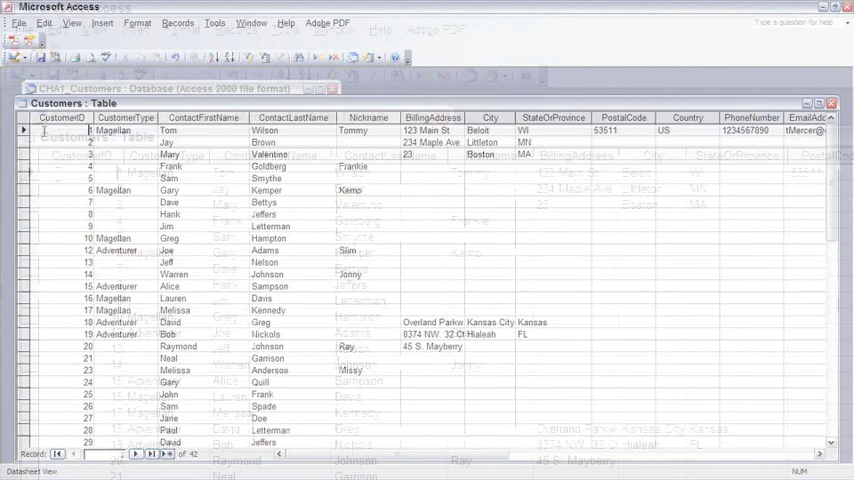 Microsoft Access
File Edit View Insert Format Records Tools Window Help Adobe PDF
Type a question for help
CHA1_Customers : Database (Access 2000 file format)
Customers : Table
CustomerID CustomerType ContactFirstName ContactLastName Nickname BillingAddress City StateOrProvince PostalCode Country PhoneNumber EmailAdd
1 Magellan Tom Wilson Tommy 123 Main St Beloit WI 53511 US 1234567890 tMercer@
2 Jay Brown 234 Maple Ave Littleton MN
3 Mary Valentino 23 Boston MA
4 Frank Goldberg Frankie
5 Sam Smythe
6 Magellan Gary Kemper Kemo
7 Dave Bettys
8 Hank Jeffers
9 Jim Letterman
10 Magellan Greg Hampton
12 Adventurer Joe Adams Slim
13 Jeff Nelson
14 Warren Johnson Jonny
15 Adventurer Alice Sampson
16 Magellan Lauren Davis
17 Magellan Melissa Kennedy
18 Adventurer David Greg Overland Parkw Kansas City Kansas
19 Adventurer Bob Nickols 8374 NW. 32 Ct Hialeah FL
20 Raymond Johnson Ray 45 S. Mayberry
21 Neal Garrison
23 Melissa Anderson Missy
24 Gary Quill
25 John Frank
26 Sam Spade
27 Jane Doe
28 Paul Letterman
29 David Jeffers
Record: 1 of 42
Datasheet View NUM